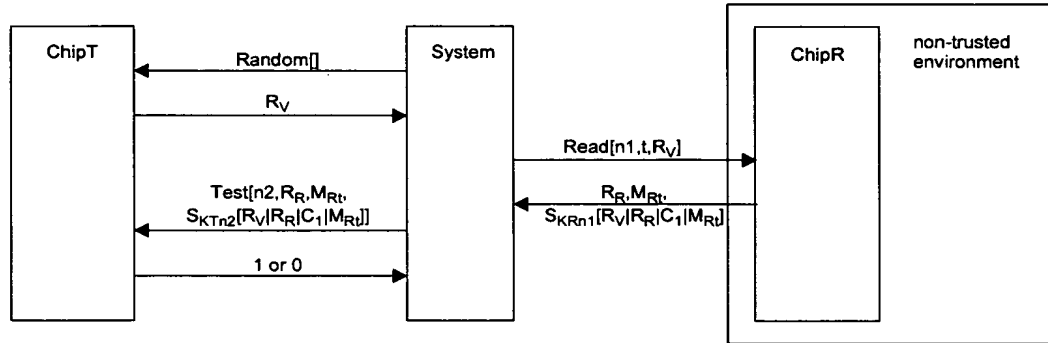 ChipT
System
ChipR
non-trusted
environment
Random[]
R_V
Read[n1,t,R_V]
Test[n2,R_R,M_Rt,
S_KTn2[R_V|R_R|C_1|M_Rt]]
R_R,M_Rt,
S_KRn1[R_V|R_R|C_1|M_Rt]
1 or 0